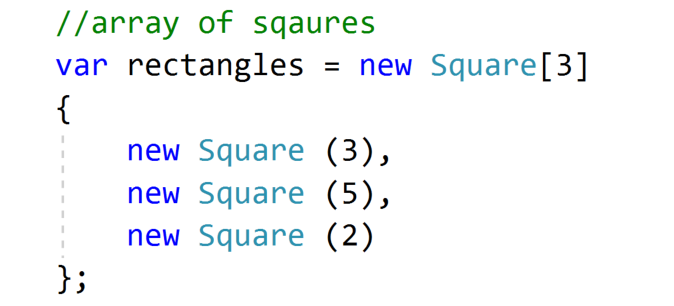 //array of sqaures
var rectangles = new Square[3]
{
new Square (3),
new Square (5),
new Square (2)
};